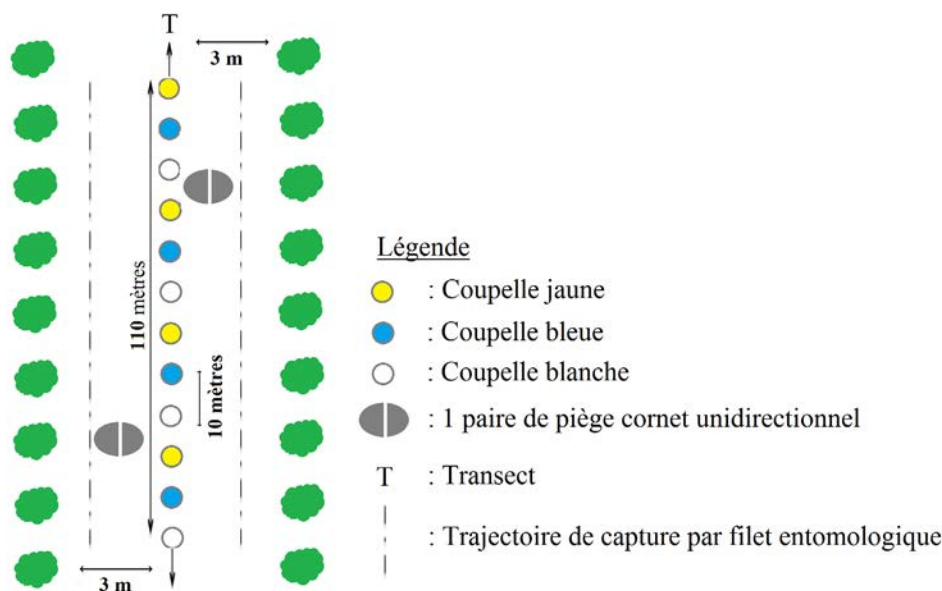 T
3 m
110 mètres
10 mètres
3 m
Légende
: Coupelle jaune
: Coupelle bleue
: Coupelle blanche
: 1 paire de piège cornet unidirectionnel
T : Transect
: Trajectoire de capture par filet entomologique